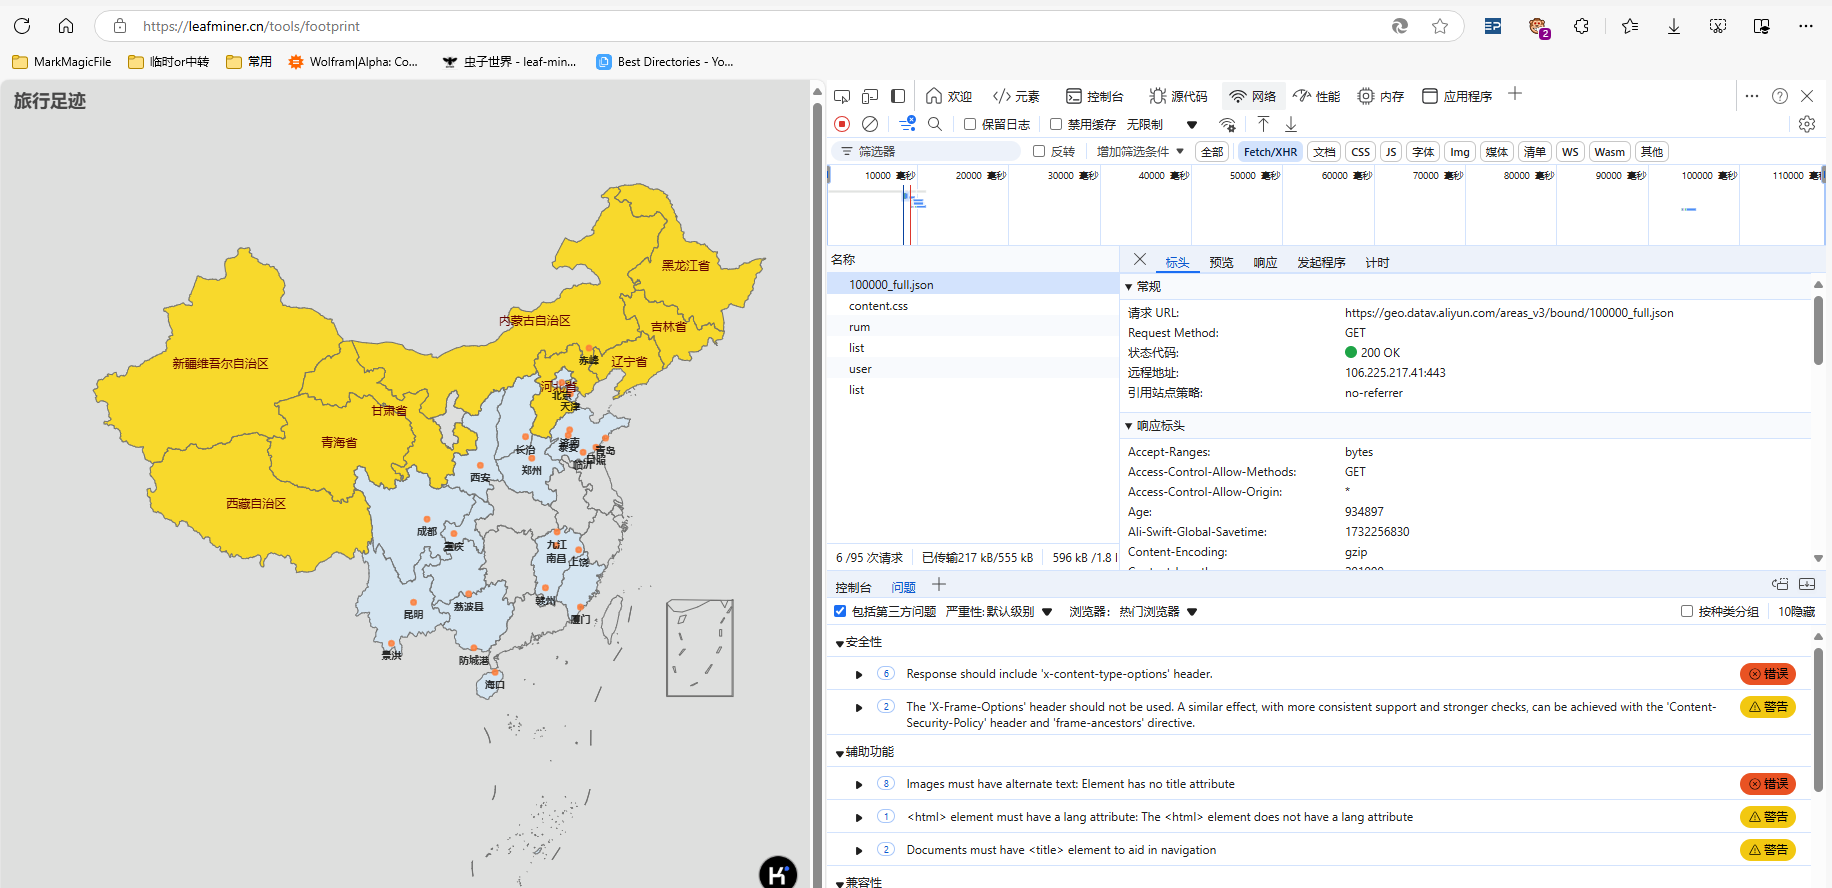 https://leafminer.cn/tools/footprint
2
MarkMagicFile
临时or中转
常用
Wolfram|Alpha: Co...
虫子世界 - leaf-min...
Best Directories - Yo...
旅行足迹
黑龙江省
内蒙古自治区
吉林省
新疆维吾尔自治区
赤峰
辽宁省
河北省
北京
天津
甘肃省
青海省
长治
济南
泰安
青岛
日照
临沂
郑州
西安
西藏自治区
成都
重庆
九江
南昌
上饶
昆明
荔波县
赣州
厦门
景洪
防城港
海口
欢迎
元素
控制台
源代码
网络
性能
内存
应用程序
保留日志
禁用缓存
无限制
筛选器
反转
增加筛选条件
全部
Fetch/XHR
文档
CSS
JS
字体
Img
媒体
清单
WS
Wasm
其他
10000 毫秒
20000 毫秒
30000 毫秒
40000 毫秒
50000 毫秒
60000 毫秒
70000 毫秒
80000 毫秒
90000 毫秒
100000 毫秒
110000
名称
100000_full.json
content.css
rum
list
user
list
6 /95 次请求
已传输217 kB/555 kB
596 kB /1.8
标头
预览
响应
发起程序
计时
常规
请求 URL: https://geo.datav.aliyun.com/areas_v3/bound/100000_full.json
Request Method: GET
状态代码: 200 OK
远程地址: 106.225.217.41:443
引用站点策略: no-referrer
响应标头
Accept-Ranges: bytes
Access-Control-Allow-Methods: GET
Access-Control-Allow-Origin: *
Age: 934897
Ali-Swift-Global-Savetime: 1732256830
Content-Encoding: gzip
控制台
问题
包括第三方问题
严重性: 默认级别
浏览器: 热门浏览器
按种类分组
10隐藏
安全性
6 Response should include 'x-content-type-options' header. 错误
2 The 'X-Frame-Options' header should not be used. A similar effect, with more consistent support and stronger checks, can be achieved with the 'Content-
Security-Policy' header and 'frame-ancestors' directive. 警告
辅助功能
8 Images must have alternate text: Element has no title attribute 错误
1 <html> element must have a lang attribute: The <html> element does not have a lang attribute 警告
2 Documents must have <title> element to aid in navigation 警告
兼容性